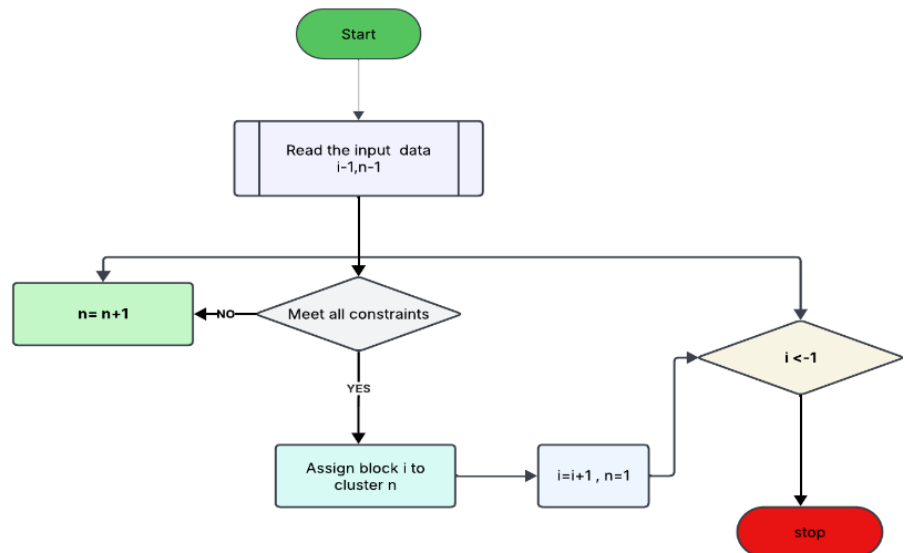 Start
Read the input data
i-1,n-1
n= n+1
NO
Meet all constraints
i <-1
YES
Assign block i to
cluster n
i=i+1 , n=1
stop